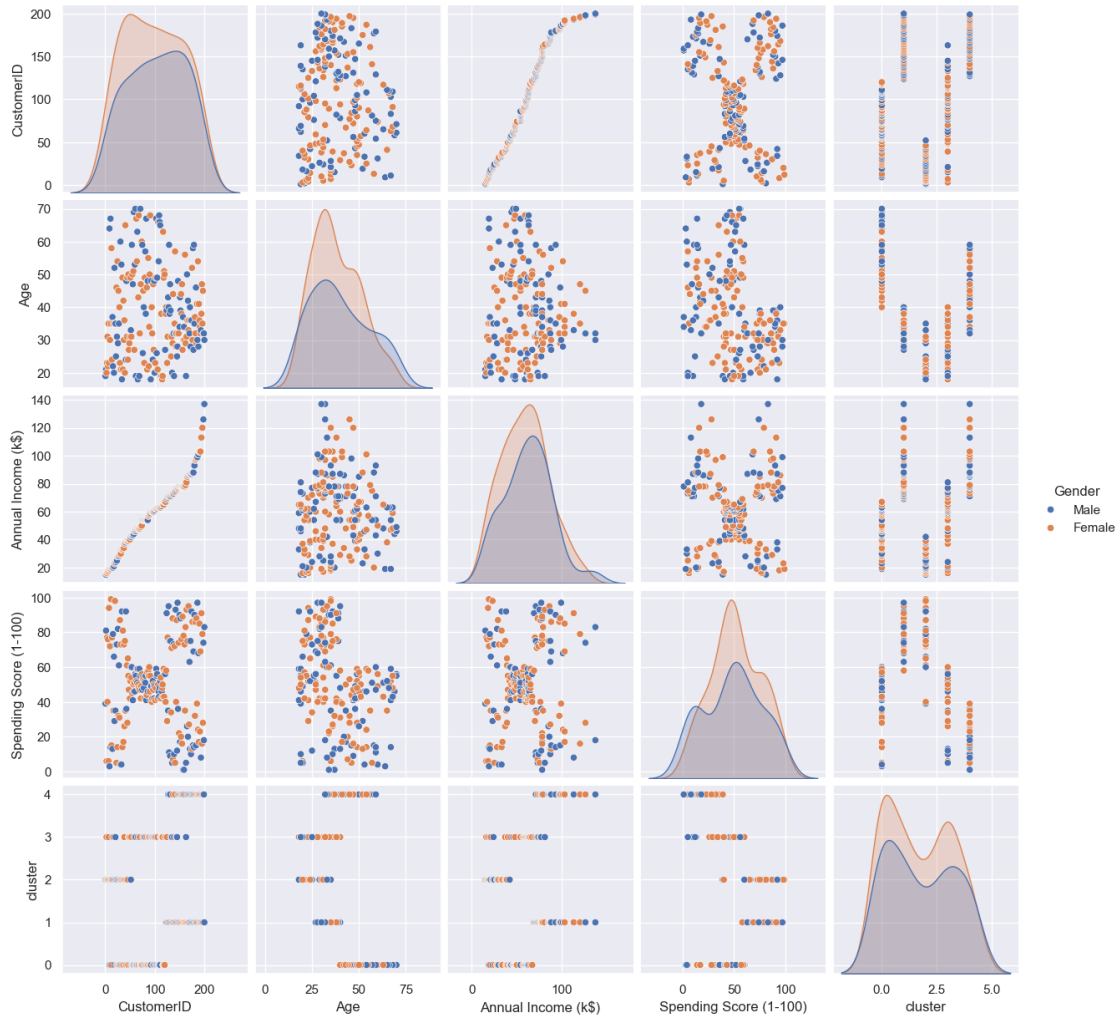 200
150
100
50
0
CustomerID
70
60
50
40
30
20
Age
140
120
100
80
60
40
20
Annual Income (k$)
Gender
Male
Female
100
80
60
40
20
0
Spending Score (1-100)
4
3
2
1
0
cluster
0 100 200
0 25 50 75
0 100
0 50 100
0.0 2.5 5.0
CustomerID
Age
Annual Income (k$)
Spending Score (1-100)
cluster